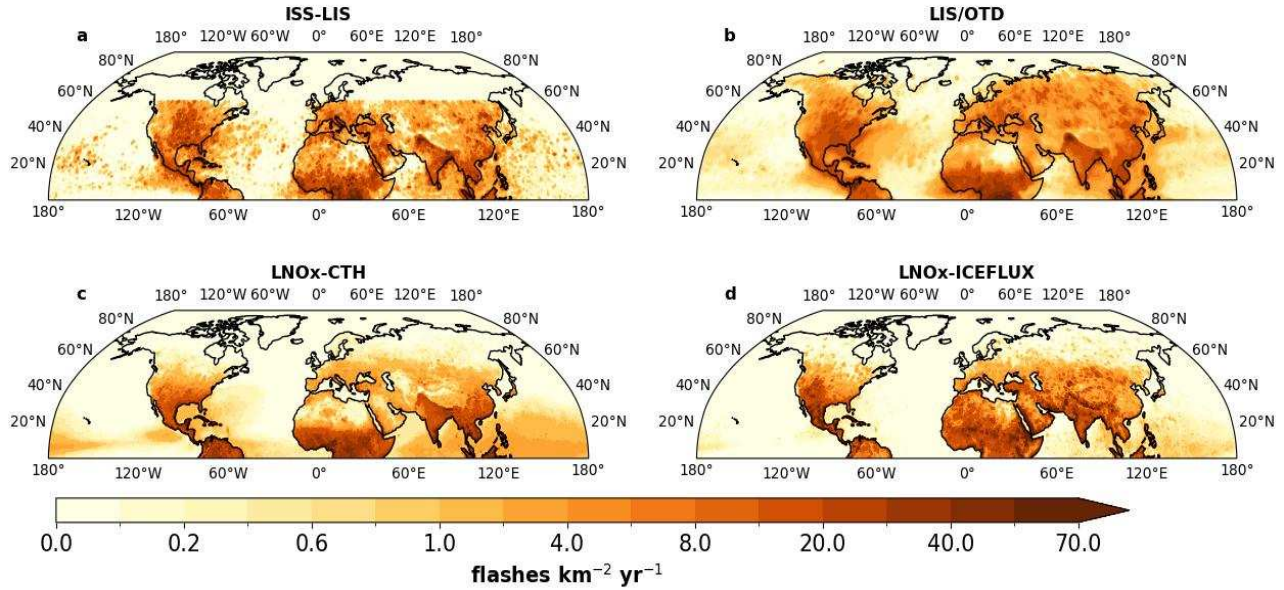 ISS-LIS
LIS/OTD
a 180° 120°W 60°W 0° 60°E 120°E 180°
b 180° 120°W 60°W 0° 60°E 120°E 180°
80°N 80°N 80°N 80°N
60°N 60°N 60°N 60°N
40°N 40°N 40°N 40°N
20°N 20°N 20°N 20°N
180° 120°W 60°W 0° 60°E 120°E 180°
180° 120°W 60°W 0° 60°E 120°E 180°
LNOx-CTH
LNOx-ICEFLUX
c 180° 120°W 60°W 0° 60°E 120°E 180°
d 180° 120°W 60°W 0° 60°E 120°E 180°
80°N 80°N 80°N 80°N
60°N 60°N 60°N 60°N
40°N 40°N 40°N 40°N
20°N 20°N 20°N 20°N
180° 120°W 60°W 0° 60°E 120°E 180°
180° 120°W 60°W 0° 60°E 120°E 180°
0.0 0.2 0.6 1.0 4.0 8.0 20.0 40.0 70.0
flashes km⁻² yr⁻¹